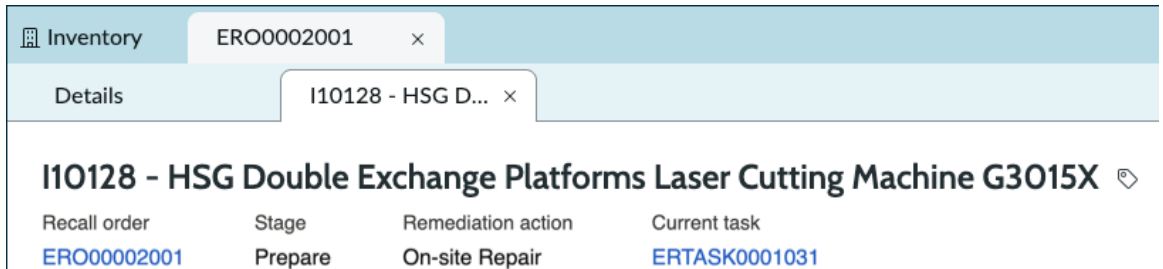 Inventory ERO0002001 ×
Details I10128 - HSG D... ×
I10128 - HSG Double Exchange Platforms Laser Cutting Machine G3015X
Recall order Stage Remediation action Current task
ERO00002001 Prepare On-site Repair ERTASK0001031